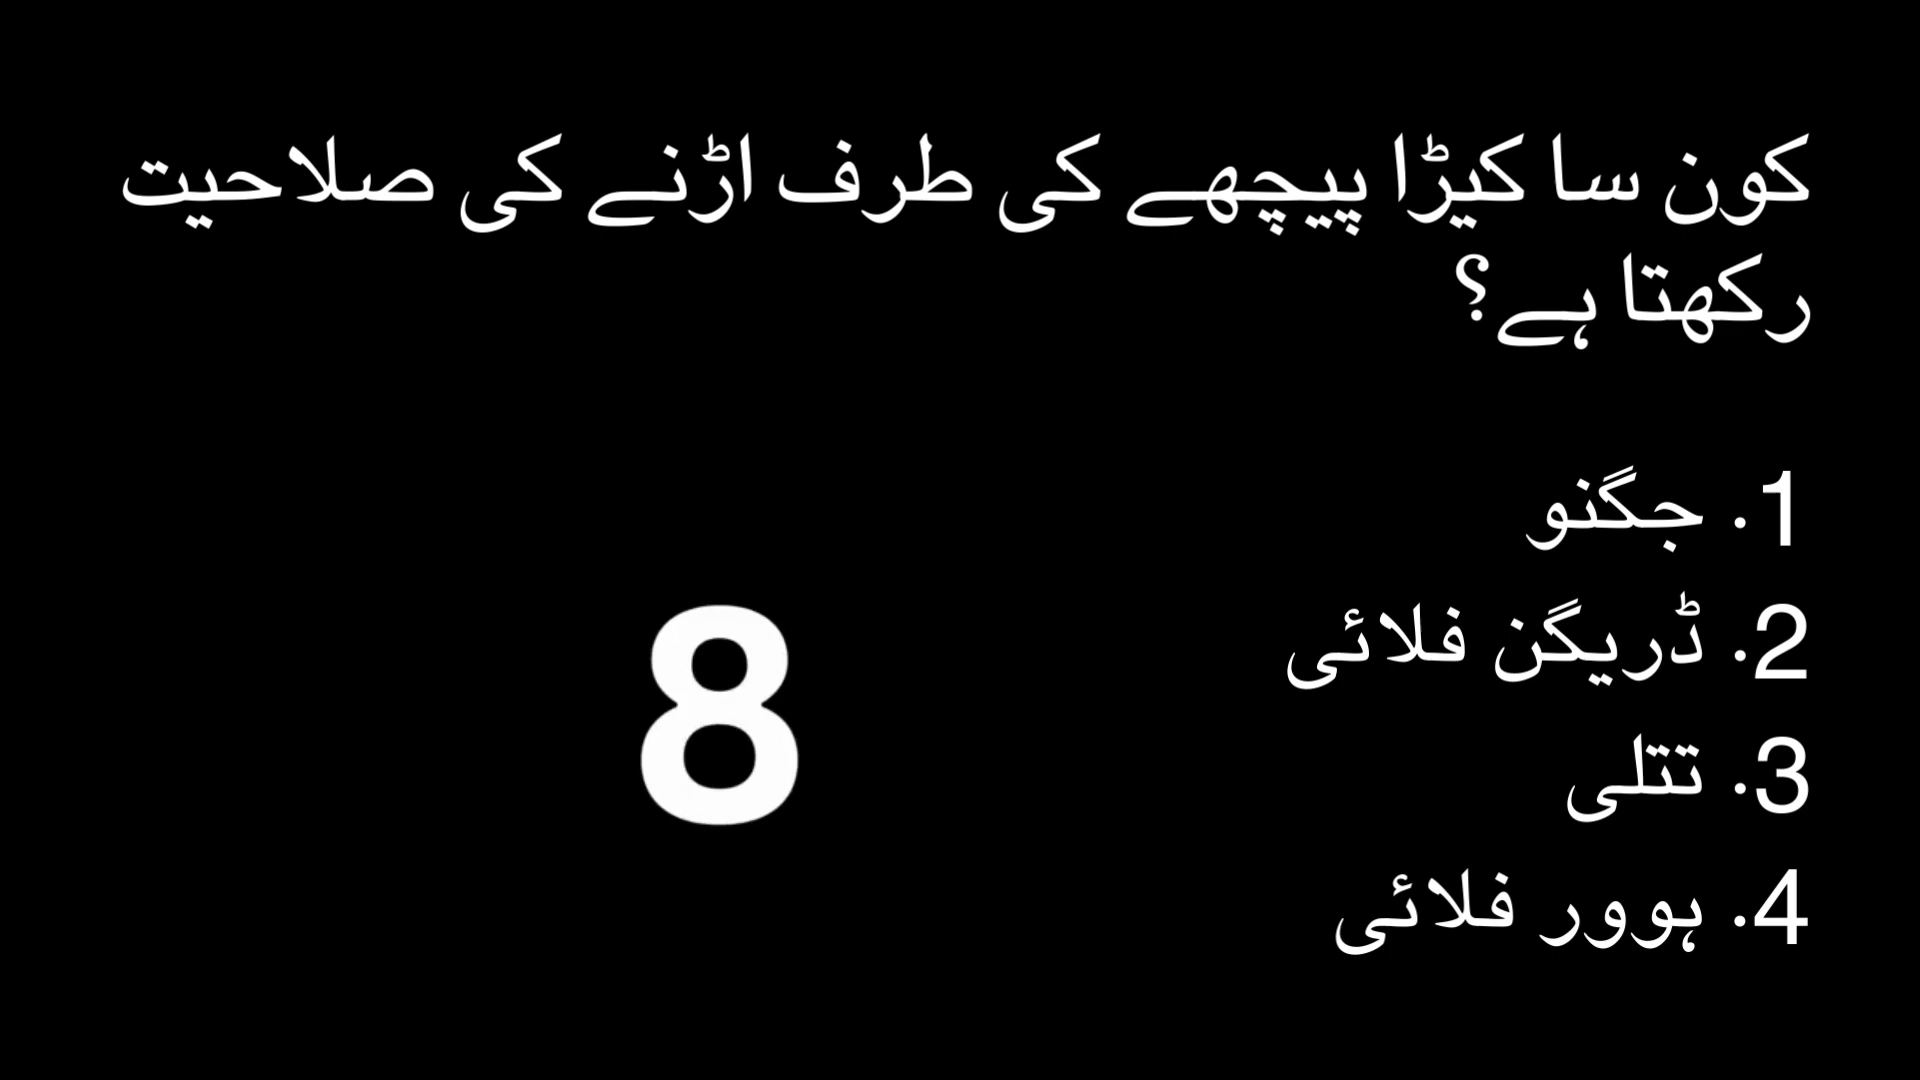 کون سا کیڑا پیچھے کی طرف اڑنے کی صلاحیت
رکھتا ہے؟
1. جگنو
2. ڈریگن فلائی
3. تتلی
4. ہوور فلائی
8